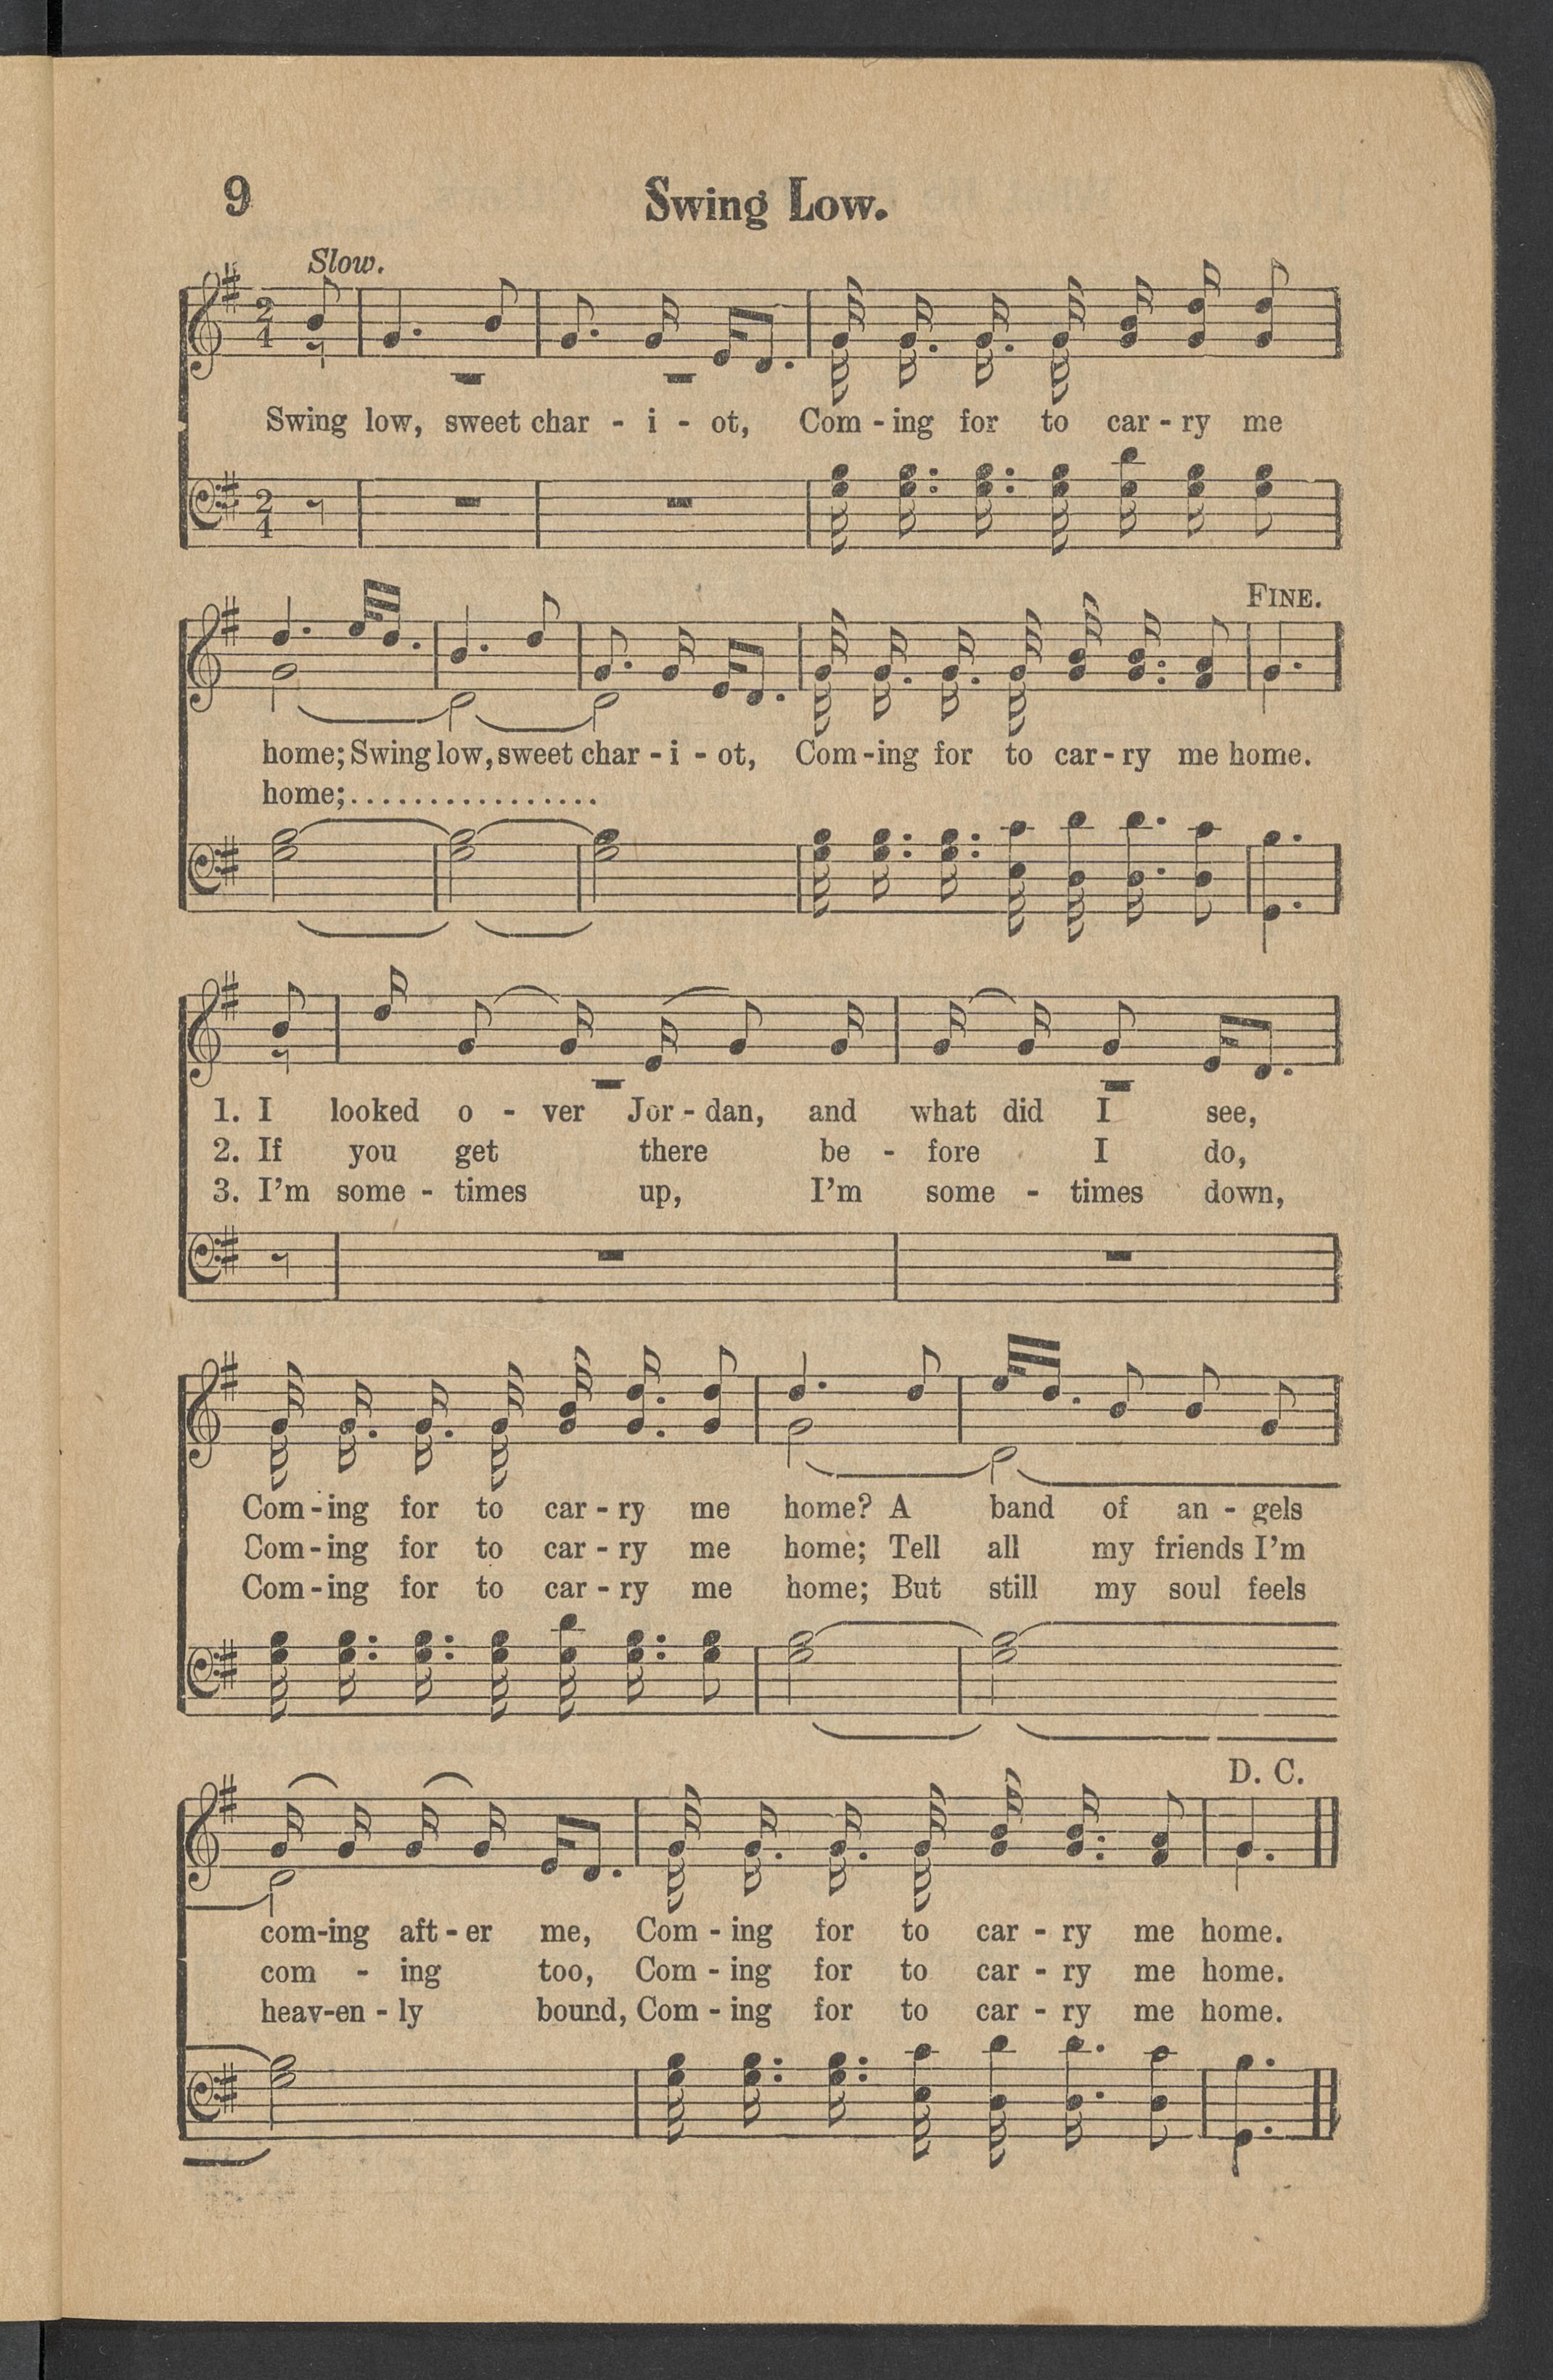 9
Swing Low.
Slow.
2
4
Swing low, sweet char - i - ot, Com - ing for to car - ry me
2
4
FINE.
home; Swing low, sweet char - i - ot, Com - ing for to car - ry me home.
home;................
1. I looked o - ver Jor - dan, and what did I see,
2. If you get there be - fore I do,
3. I'm some - times up, I'm some - times down,
Com - ing for to car - ry me home? A band of an - gels
Com - ing for to car - ry me home; Tell all my friends I'm
Com - ing for to car - ry me home; But still my soul feels
D. C.
com-ing aft - er me, Com - ing for to car - ry me home.
com - ing too, Com - ing for to car - ry me home.
heav-en - ly bound, Com - ing for to car - ry me home.